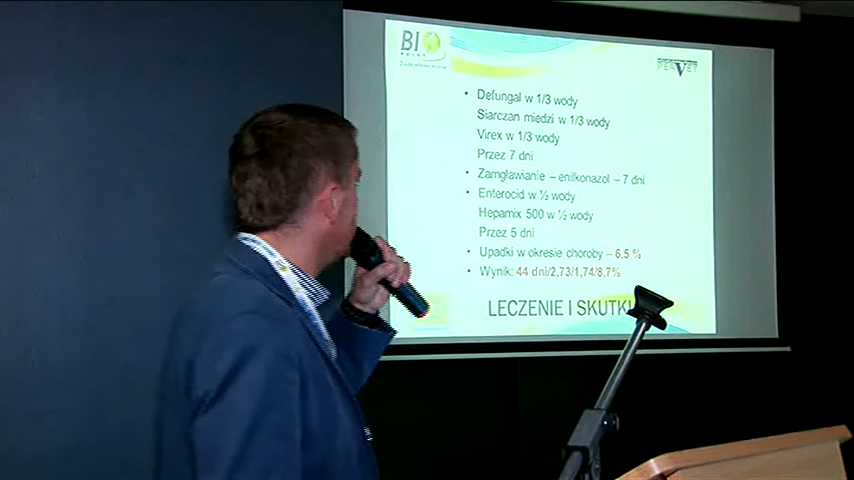 BI
PERVET
Defungal w 1/3 wody
Siarczan miedzi w 1/3 wody
Virex w 1/3 wody
Przez 7 dni
Zamgławianie – enilkonazol – 7 dni
Enterocid w ½ wody
Hepamix 500 w ½ wody
Przez 5 dni
Upadki w okresie choroby – 6,5 %
Wynik: 44 dni/2,73/1,74/8,7%
LECZENIE I SKUTKI